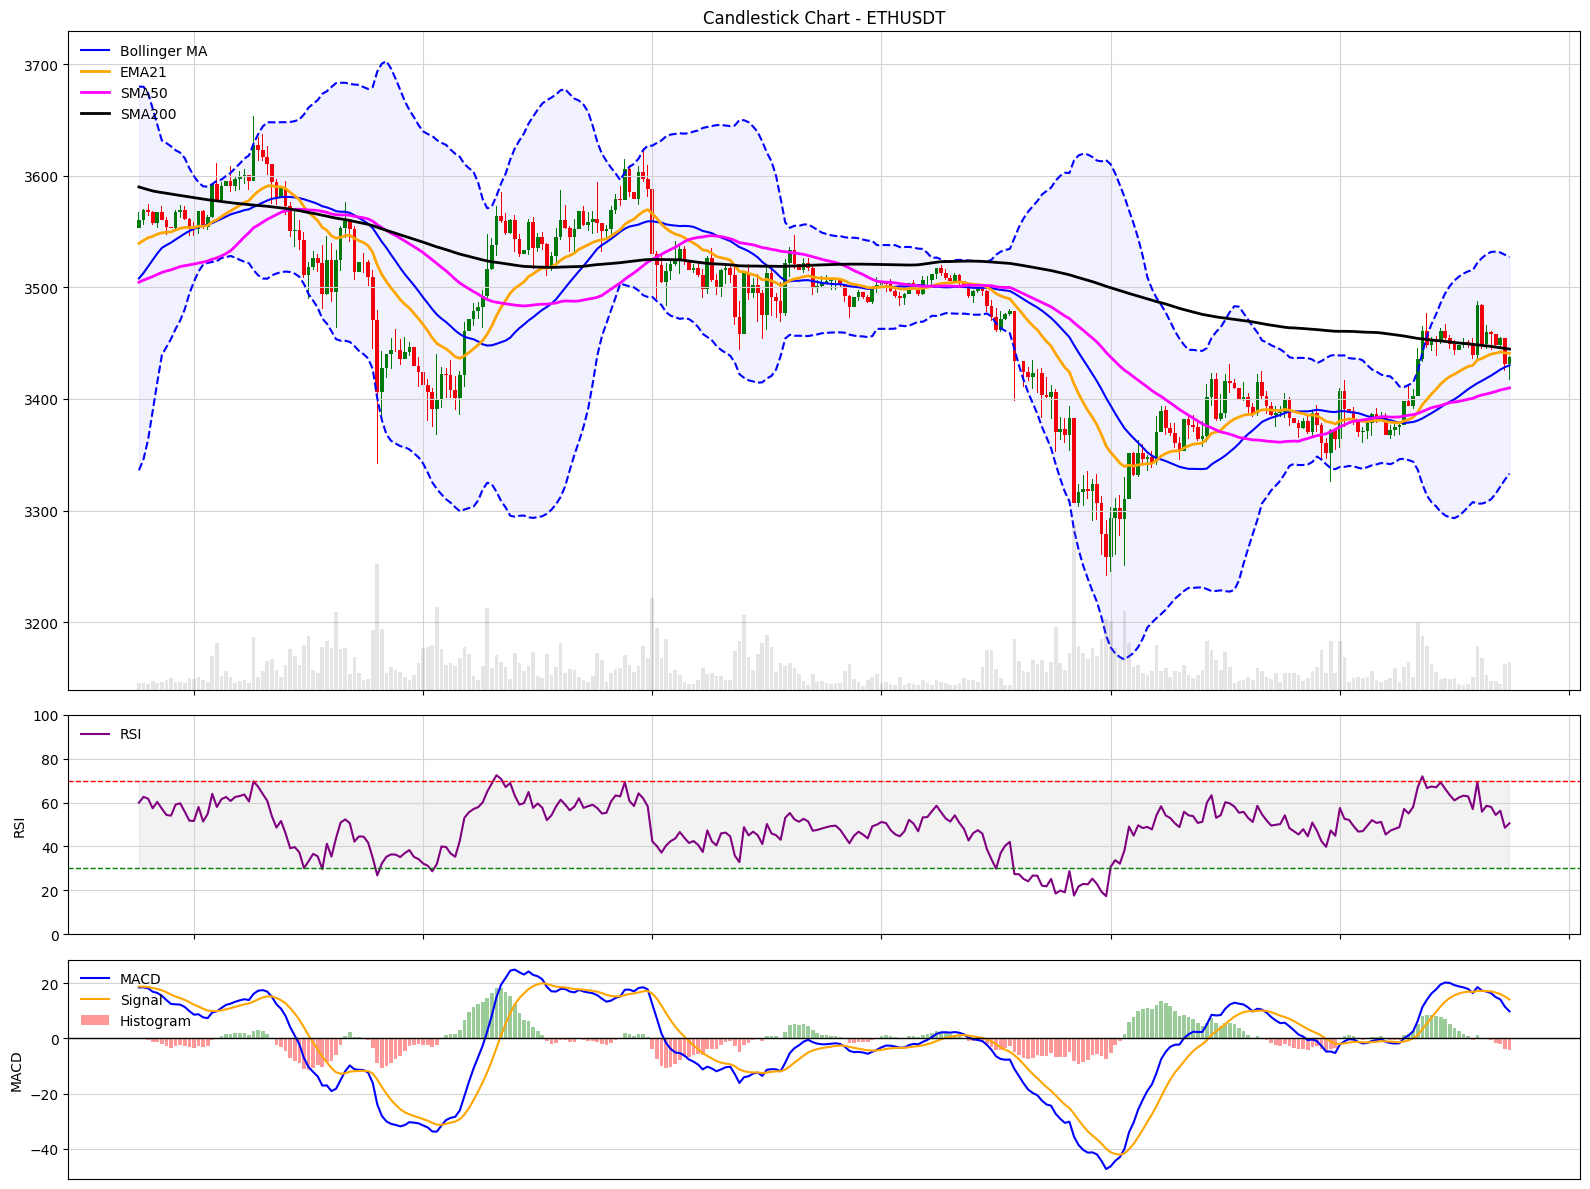 Candlestick Chart - ETHUSDT
Bollinger MA
EMA21
SMA50
SMA200
3700
3600
3500
3400
3300
3200
RSI
100
80
60
40
20
0
RSI
MACD
Signal
Histogram
20
0
−20
−40
MACD